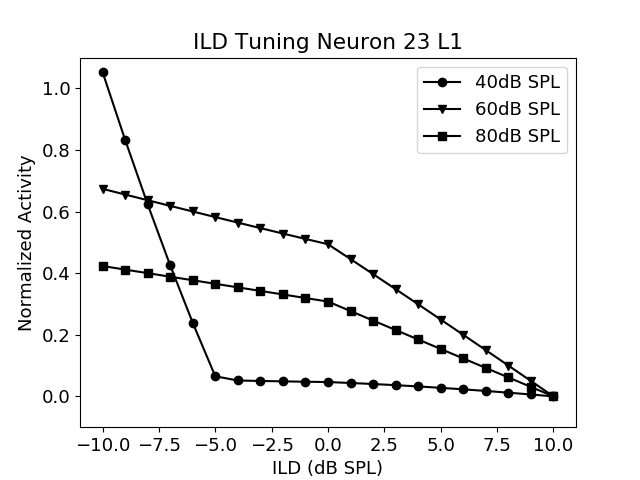 ILD Tuning Neuron 23 L1
40dB SPL
60dB SPL
80dB SPL
Normalized Activity
1.0
0.8
0.6
0.4
0.2
0.0
−10.0 −7.5 −5.0 −2.5 0.0 2.5 5.0 7.5 10.0
ILD (dB SPL)